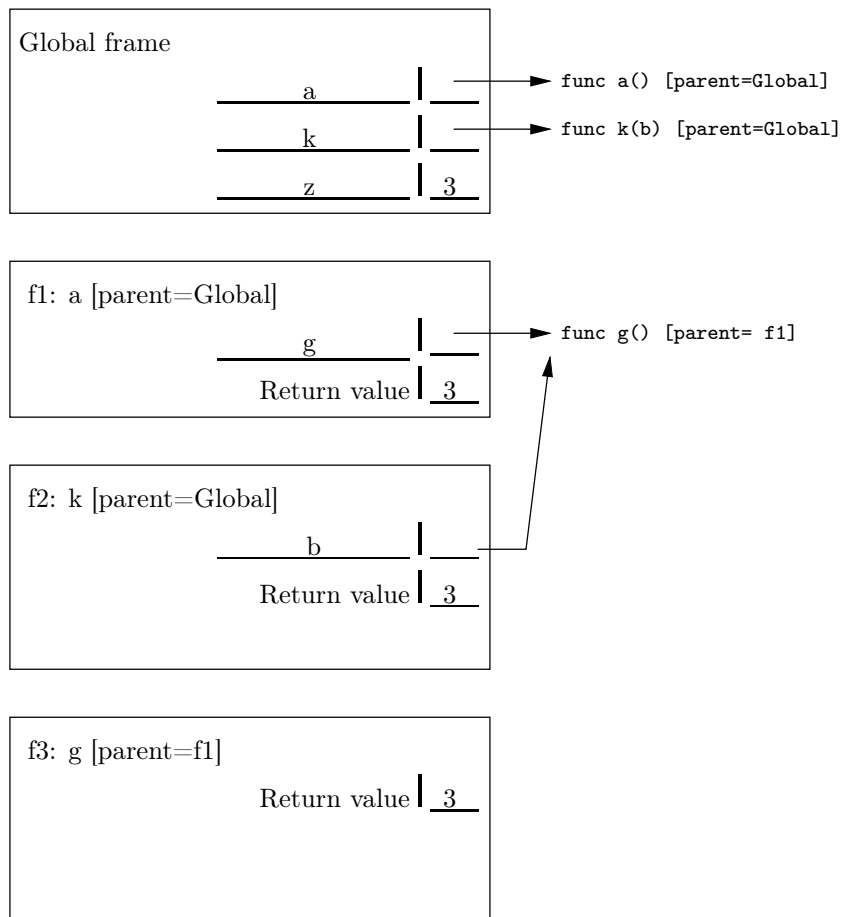 Global frame
a func a() [parent=Global]
k func k(b) [parent=Global]
z 3
f1: a [parent=Global]
g func g() [parent= f1]
Return value 3
f2: k [parent=Global]
b
Return value 3
f3: g [parent=f1]
Return value 3